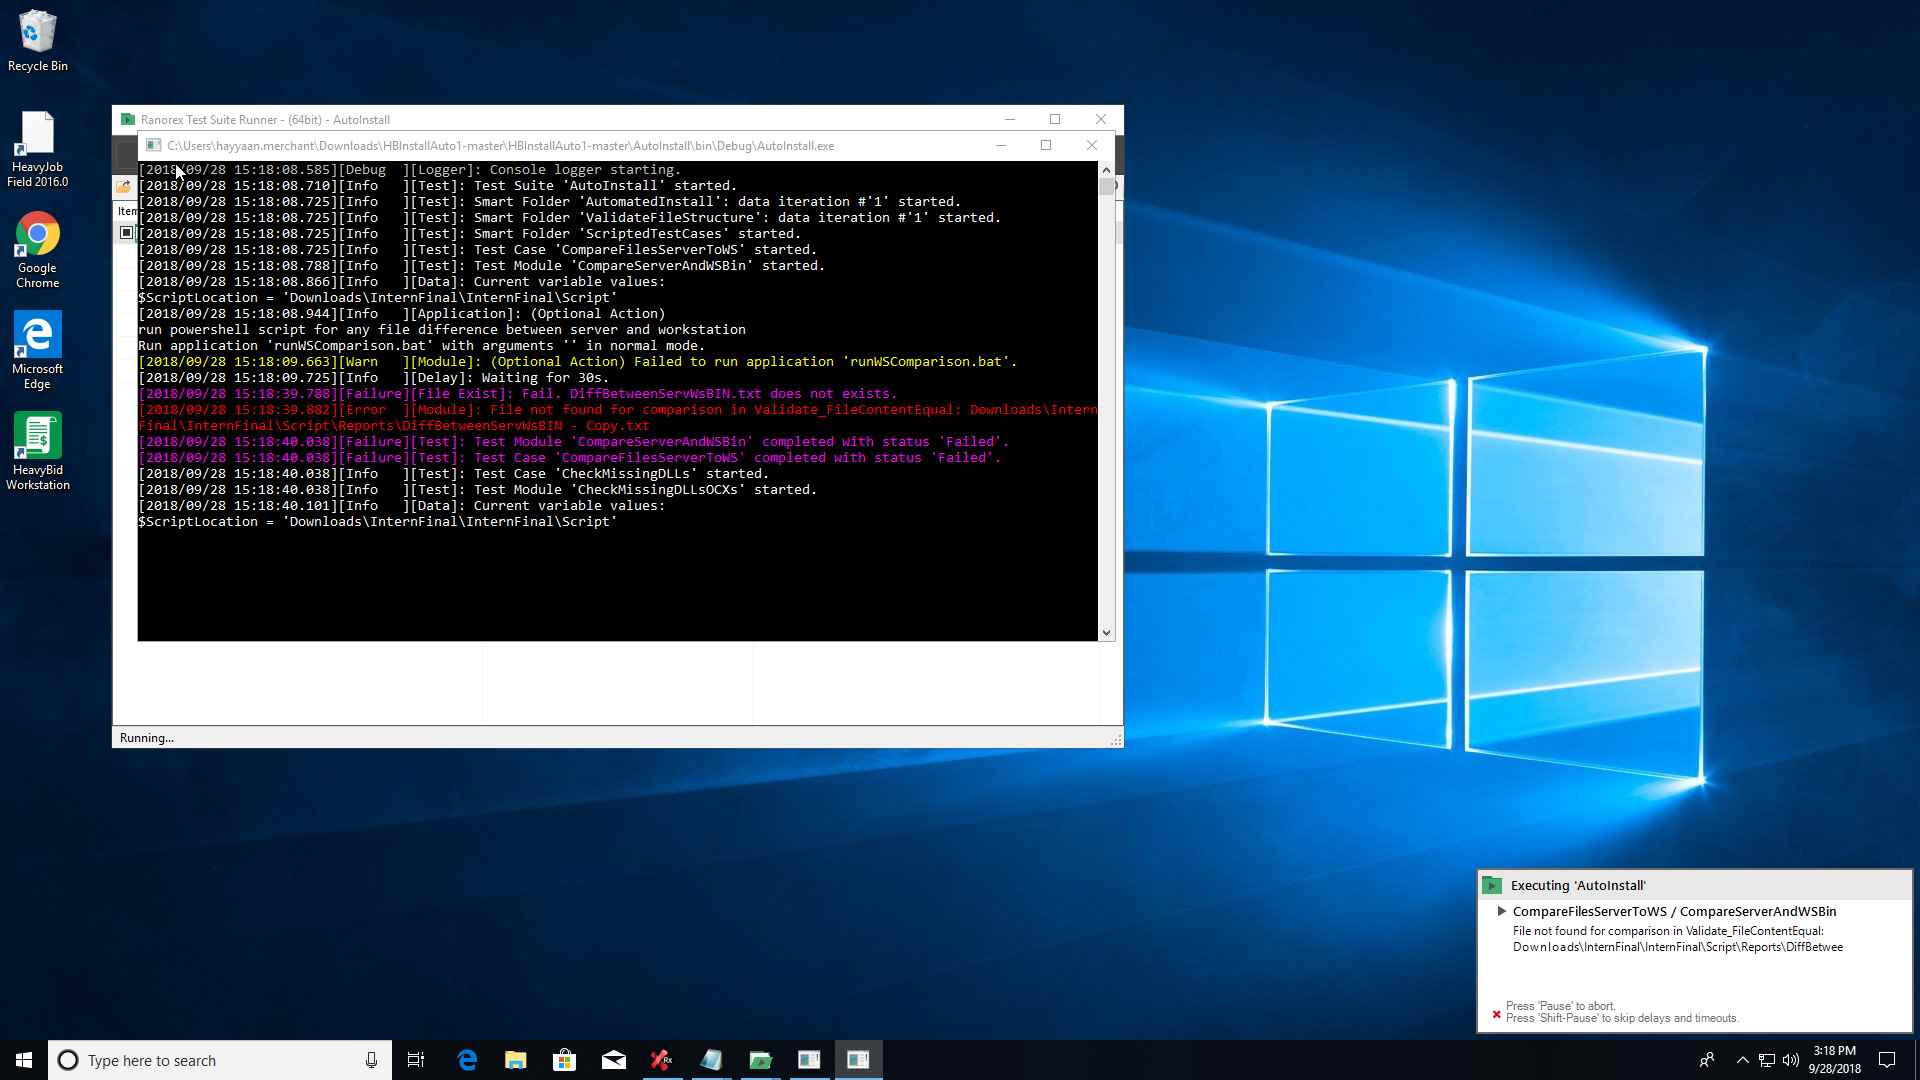 Recycle Bin
HeavyJob
Field 2016.0
Google
Chrome
Microsoft
Edge
HeavyBid
Workstation
Ranorex Test Suite Runner - (64bit) - AutoInstall
C:\Users\hayyaan.merchant\Downloads\HBInstallAuto1-master\HBInstallAuto1-master\AutoInstall\bin\Debug\AutoInstall.exe
Item
[2018/09/28 15:18:08.585][Debug  ][Logger]: Console logger starting.
[2018/09/28 15:18:08.710][Info   ][Test]: Test Suite 'AutoInstall' started.
[2018/09/28 15:18:08.725][Info   ][Test]: Smart Folder 'AutomatedInstall': data iteration #'1' started.
[2018/09/28 15:18:08.725][Info   ][Test]: Smart Folder 'ValidateFileStructure': data iteration #'1' started.
[2018/09/28 15:18:08.725][Info   ][Test]: Smart Folder 'ScriptedTestCases' started.
[2018/09/28 15:18:08.725][Info   ][Test]: Test Case 'CompareFilesServerToWS' started.
[2018/09/28 15:18:08.788][Info   ][Test]: Test Module 'CompareServerAndWSBin' started.
[2018/09/28 15:18:08.866][Info   ][Data]: Current variable values:
$ScriptLocation = 'Downloads\InternFinal\InternFinal\Script'
[2018/09/28 15:18:08.944][Info   ][Application]: (Optional Action)
run powershell script for any file difference between server and workstation
Run application 'runWSComparison.bat' with arguments '' in normal mode.
[2018/09/28 15:18:09.663][Warn   ][Module]: (Optional Action) Failed to run application 'runWSComparison.bat'.
[2018/09/28 15:18:09.725][Info   ][Delay]: Waiting for 30s.
[2018/09/28 15:18:39.788][Failure][File Exist]: Fail. DiffBetweenServWsBIN.txt does not exists.
[2018/09/28 15:18:39.882][Error  ][Module]: File not found for comparison in Validate_FileContentEqual: Downloads\Intern
Final\InternFinal\Script\Reports\DiffBetweenServWsBIN - Copy.txt
[2018/09/28 15:18:40.038][Failure][Test]: Test Module 'CompareServerAndWSBin' completed with status 'Failed'.
[2018/09/28 15:18:40.038][Failure][Test]: Test Case 'CompareFilesServerToWS' completed with status 'Failed'.
[2018/09/28 15:18:40.038][Info   ][Test]: Test Case 'CheckMissingDLLs' started.
[2018/09/28 15:18:40.038][Info   ][Test]: Test Module 'CheckMissingDLLsOCXs' started.
[2018/09/28 15:18:40.101][Info   ][Data]: Current variable values:
$ScriptLocation = 'Downloads\InternFinal\InternFinal\Script'
Running...
Executing 'AutoInstall'
CompareFilesServerToWS / CompareServerAndWSBin
File not found for comparison in Validate_FileContentEqual:
Downloads\InternFinal\InternFinal\Script\Reports\DiffBetwee
Press 'Pause' to abort.
Press 'Shift-Pause' to skip delays and timeouts.
Type here to search
Rx
3:18 PM
9/28/2018